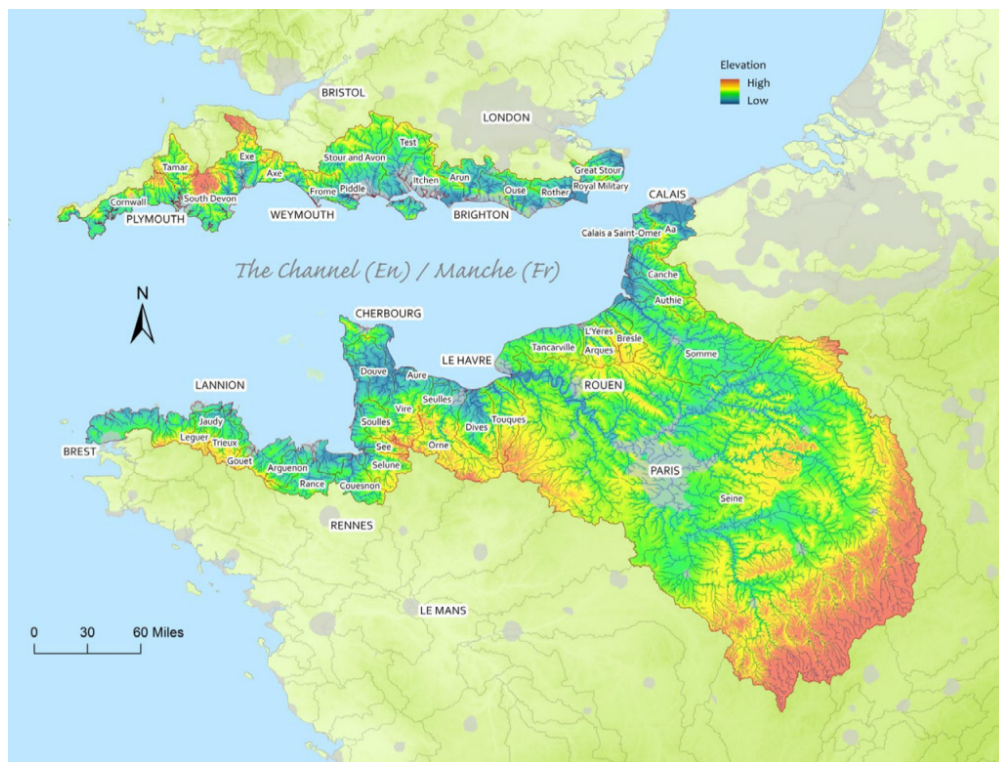 Elevation
High
Low
BRISTOL
LONDON
Test
Stour and Avon
Exe
Tamar
Axe
Great Stour
Itchen
Arun
Royal Military
Frome
Piddle
Ouse
Rother
Cornwall
South Devon
PLYMOUTH
WEYMOUTH
BRIGHTON
CALAIS
Calais a Saint-Omer
Aa
The Channel (En) / Manche (Fr)
Canche
Authie
N
CHERBOURG
L'Yeres
Bresle
Tancarville
Arques
Somme
LE HAVRE
Douve
Aure
LANNION
ROUEN
Seulles
Vire
Jaudy
Soulles
Touques
Dives
Leguer
Trieux
BREST
See
Orne
Gouet
Selune
Arguenon
PARIS
Rance
Couesnon
Seine
RENNES
LE MANS
0 30 60 Miles